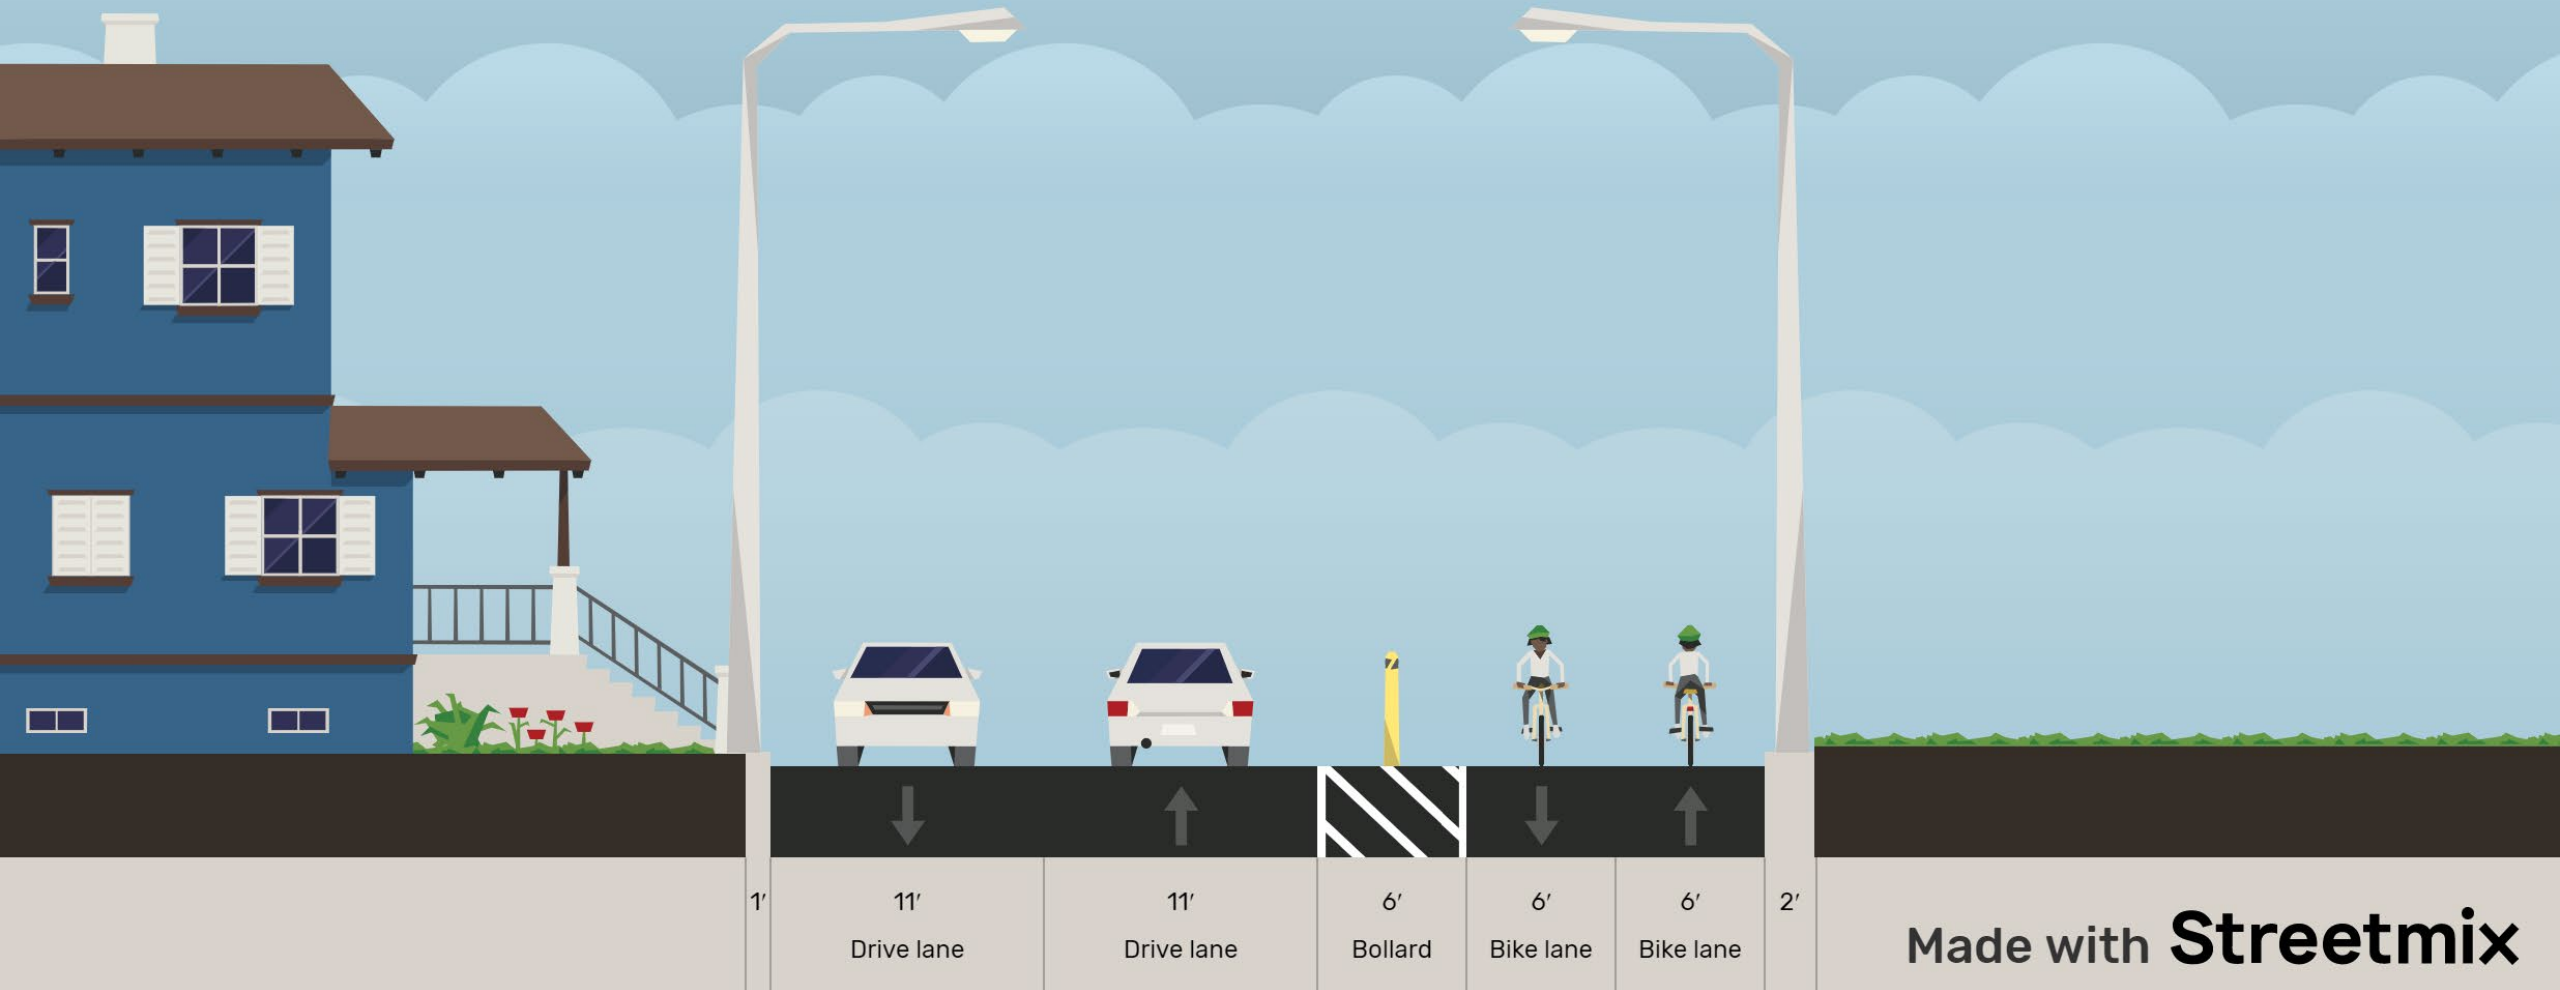 1′
11′
Drive lane
11′
Drive lane
6′
Bollard
6′
Bike lane
6′
Bike lane
2′
Made with Streetmix